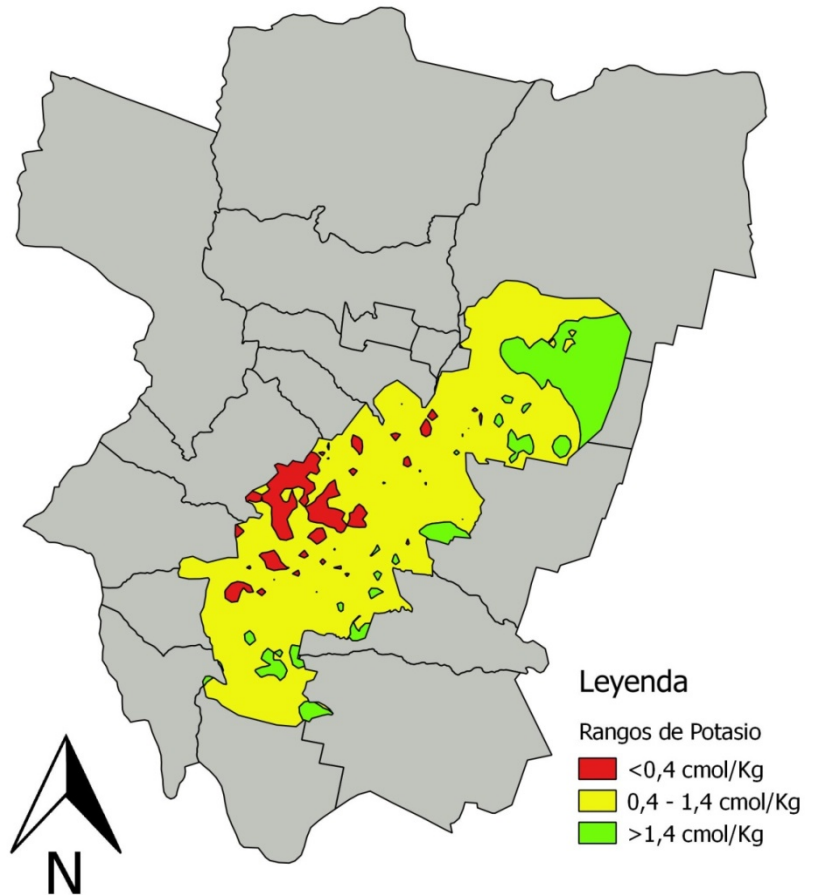 Leyenda
Rangos de Potasio
<0,4 cmol/Kg
0,4 - 1,4 cmol/Kg
>1,4 cmol/Kg
N